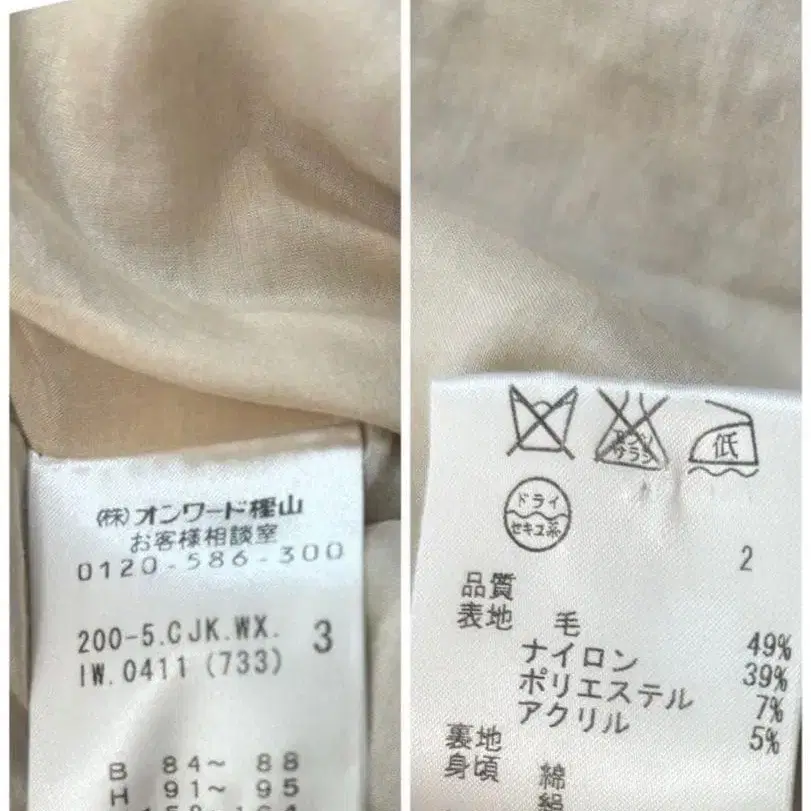 (株)オンワード樫山
お客様相談室
0120-586-300
200-5.CJK.WX. 3
IW.0411 (733)
B 84～ 88
H 91～ 95
低
ドライ
セキユ系
2
品質
表地 毛 49%
ナイロン 39%
ポリエステル 7%
アクリル 5%
裏地
身頃 綿
絹